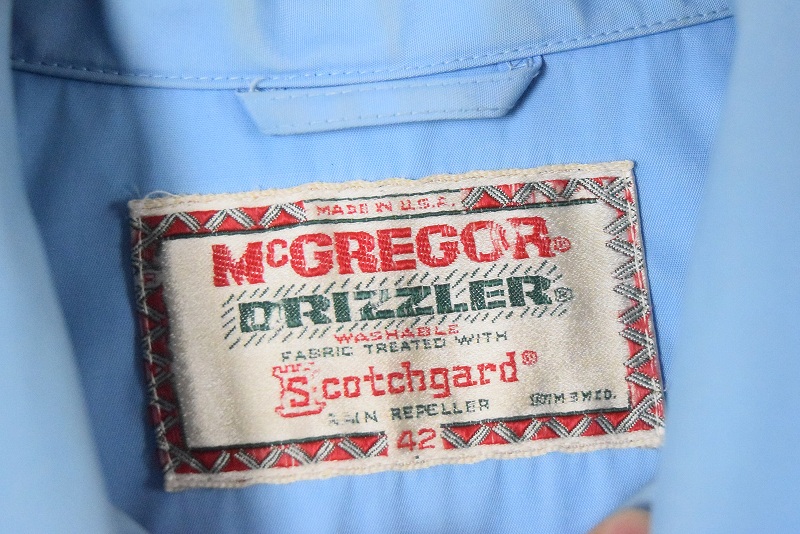 MADE IN U.S.A.
McGREGOR®
DRIZZLER®
WASHABLE
FABRIC TREATED WITH
Scotchgard®
RAIN REPELLER
42